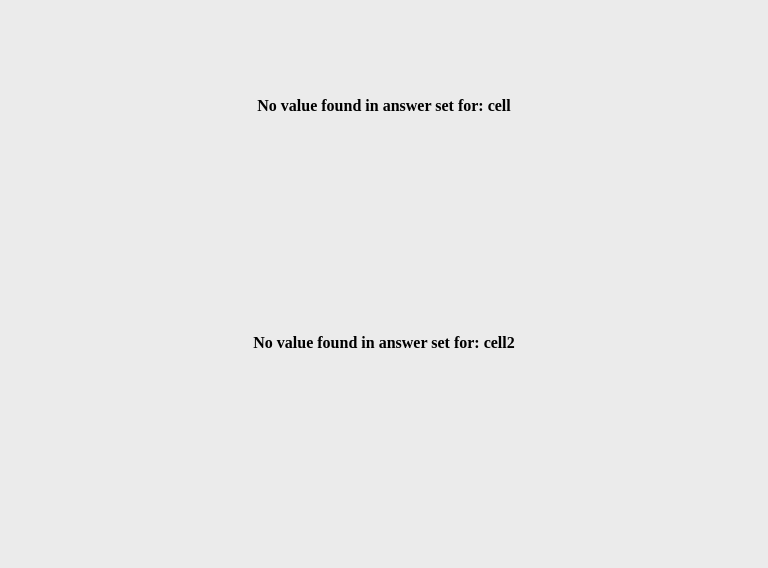 No value found in answer set for: cell
No value found in answer set for: cell2